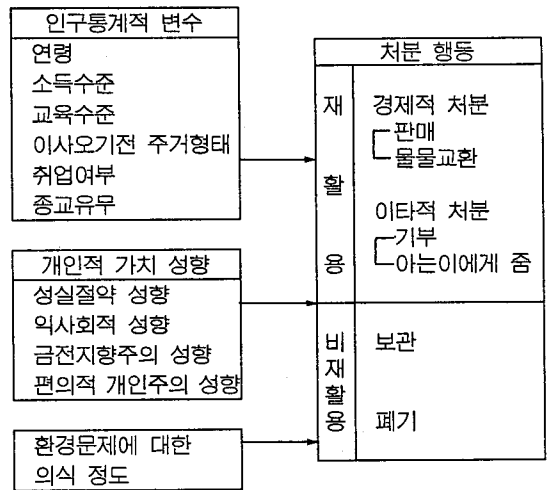 인구통계적 변수
연령
소득수준
교육수준
이사오기전 주거형태
취업여부
종교유무
개인적 가치 성향
성실절약 성향
익사회적 성향
금전지향주의 성향
편의적 개인주의 성향
환경문제에 대한
의식 정도
처분 행동
재활용
경제적 처분
판매
물물교환
이타적 처분
기부
아는이에게 줌
비재활용
보관
폐기